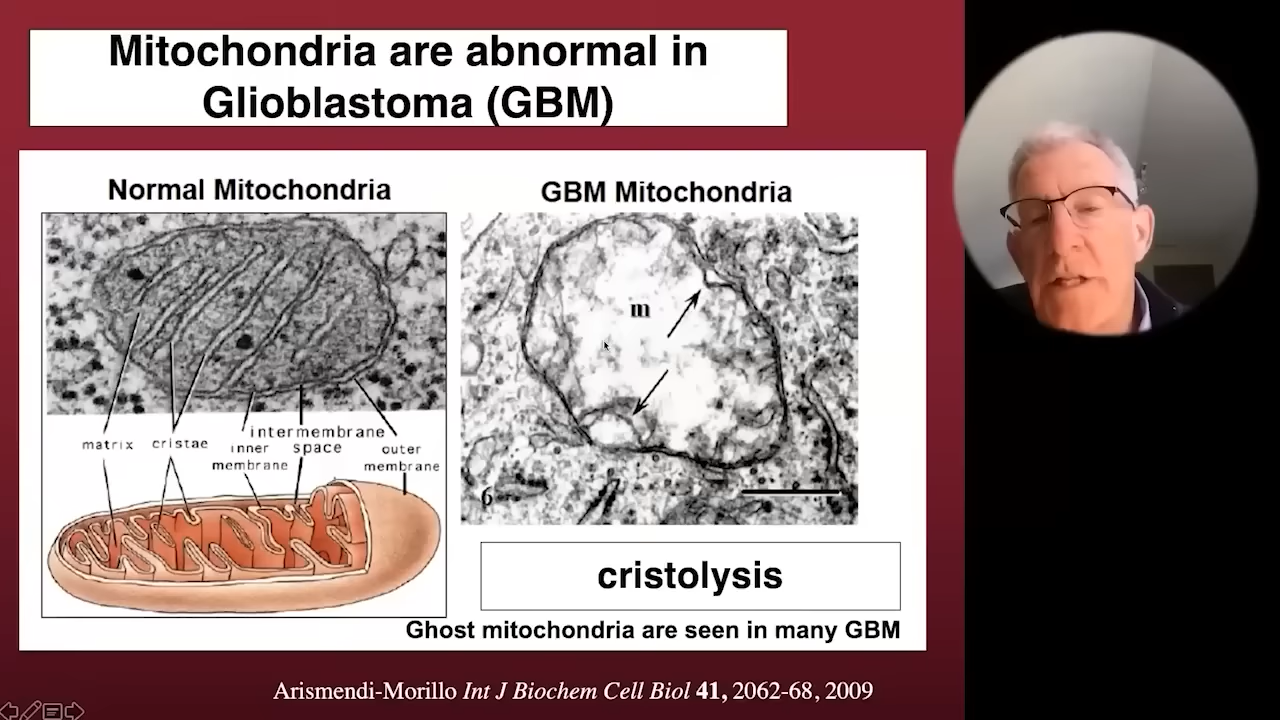 Mitochondria are abnormal in
Glioblastoma (GBM)
Normal Mitochondria
GBM Mitochondria
m
matrix
cristae
intermembrane
space
inner
membrane
outer
membrane
6
cristolysis
Ghost mitochondria are seen in many GBM
Arismendi-Morillo Int J Biochem Cell Biol 41, 2062-68, 2009